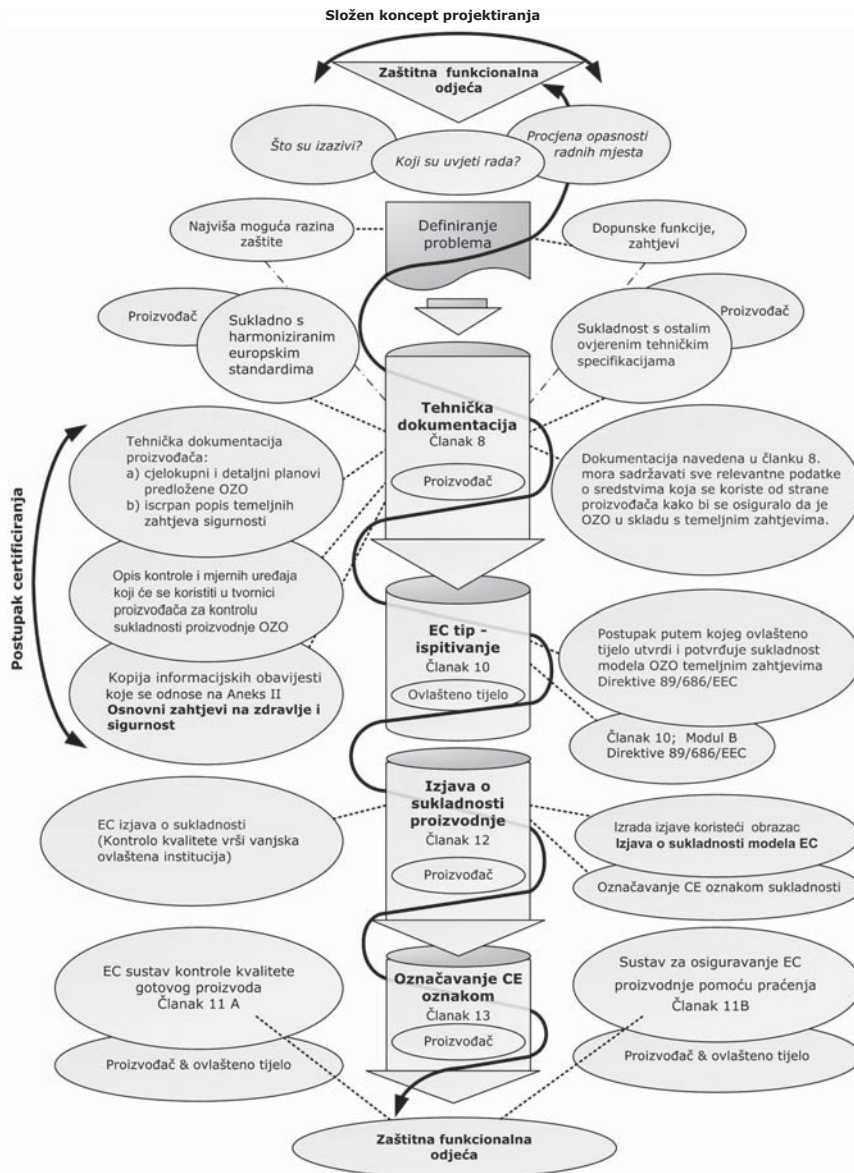 Složen koncept projektiranja
Zaštitna funkcionalna
odjeća
Što su izazivi?
Koji su uvjeti rada?
Procjena opasnosti
radnih mjesta
Najviša moguća razina
zaštite
Definiranje
problema
Dopunske funkcije,
zahtjevi
Proizvođač
Sukladno s
harmoniziranim
europskim
standardima
Sukladnost s ostalim
ovjerenim tehničkim
specifikacijama
Proizvođač
Tehnička
dokumentacija
Članak 8
Proizvođač
Postupak certificiranja
Tehnička dokumentacija
proizvođača:
a) cjelokupni i detaljni planovi
predložene OZO
b) iscrpan popis temeljnih
zahtjeva sigurnosti
Dokumentacija navedena u članku 8.
mora sadržavati sve relevantne podatke
o sredstvima koja se koriste od strane
proizvođača kako bi se osiguralo da je
OZO u skladu s temeljnim zahtjevima.
Opis kontrole i mjernih uređaja
koji će se koristiti u tvornici
proizvođača za kontrolu
sukladnosti proizvodnje OZO
Kopija informacijskih obavijesti
koje se odnose na Aneks II
Osnovni zahtjevi na zdravlje i
sigurnost
EC tip -
ispitivanje
Članak 10
Ovlašteno tijelo
Postupak putem kojeg ovlašteno
tijelo utvrdi i potvrđuje sukladnost
modela OZO temeljnim zahtjevima
Direktive 89/686/EEC
Članak 10; Modul B
Direktive 89/686/EEC
Izjava o
sukladnosti
proizvodnje
Članak 12
Proizvođač
EC izjava o sukladnosti
(Kontrolo kvalitete vrši vanjska
ovlaštena institucija)
Izrada izjave koristeći obrazac
Izjava o sukladnosti modela EC
Označavanje CE oznakom sukladnosti
EC sustav kontrole kvalitete
gotovog proizvoda
Članak 11 A
Proizvođač & ovlašteno tijelo
Označavanje CE
oznakom
Članak 13
Proizvođač
Sustav za osiguravanje EC
proizvodnje pomoću praćenja
Članak 11B
Proizvođač & ovlašteno tijelo
Zaštitna funkcionalna
odjeća